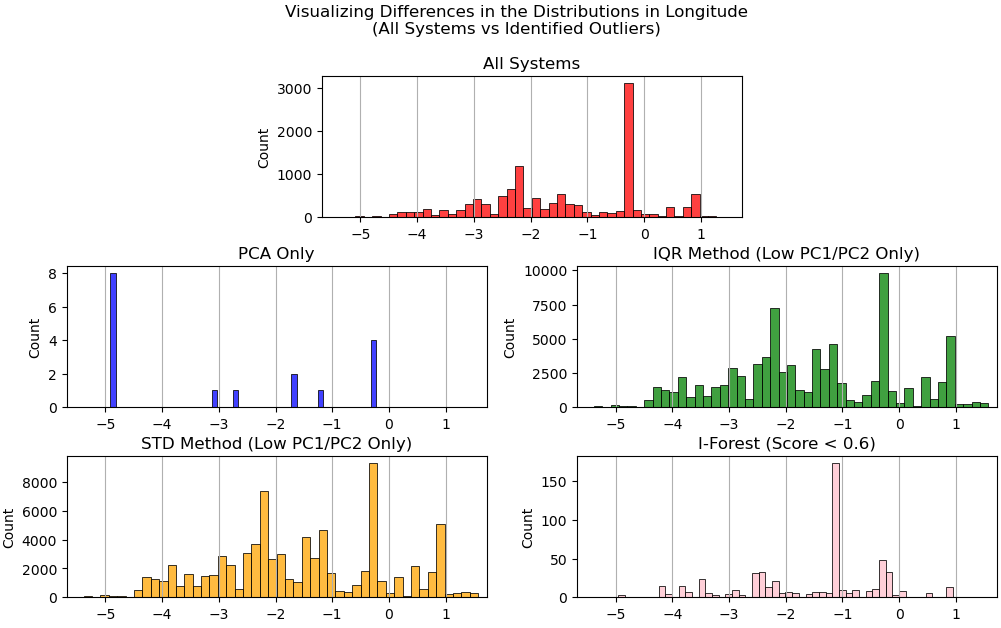 Visualizing Differences in the Distributions in Longitude
(All Systems vs Identified Outliers)
All Systems
Count
3000
2000
1000
0
−5 −4 −3 −2 −1 0 1
PCA Only
Count
8
6
4
2
0
−5 −4 −3 −2 −1 0 1
IQR Method (Low PC1/PC2 Only)
Count
10000
7500
5000
2500
0
−5 −4 −3 −2 −1 0 1
STD Method (Low PC1/PC2 Only)
Count
8000
6000
4000
2000
0
−5 −4 −3 −2 −1 0 1
I-Forest (Score < 0.6)
Count
150
100
50
0
−5 −4 −3 −2 −1 0 1